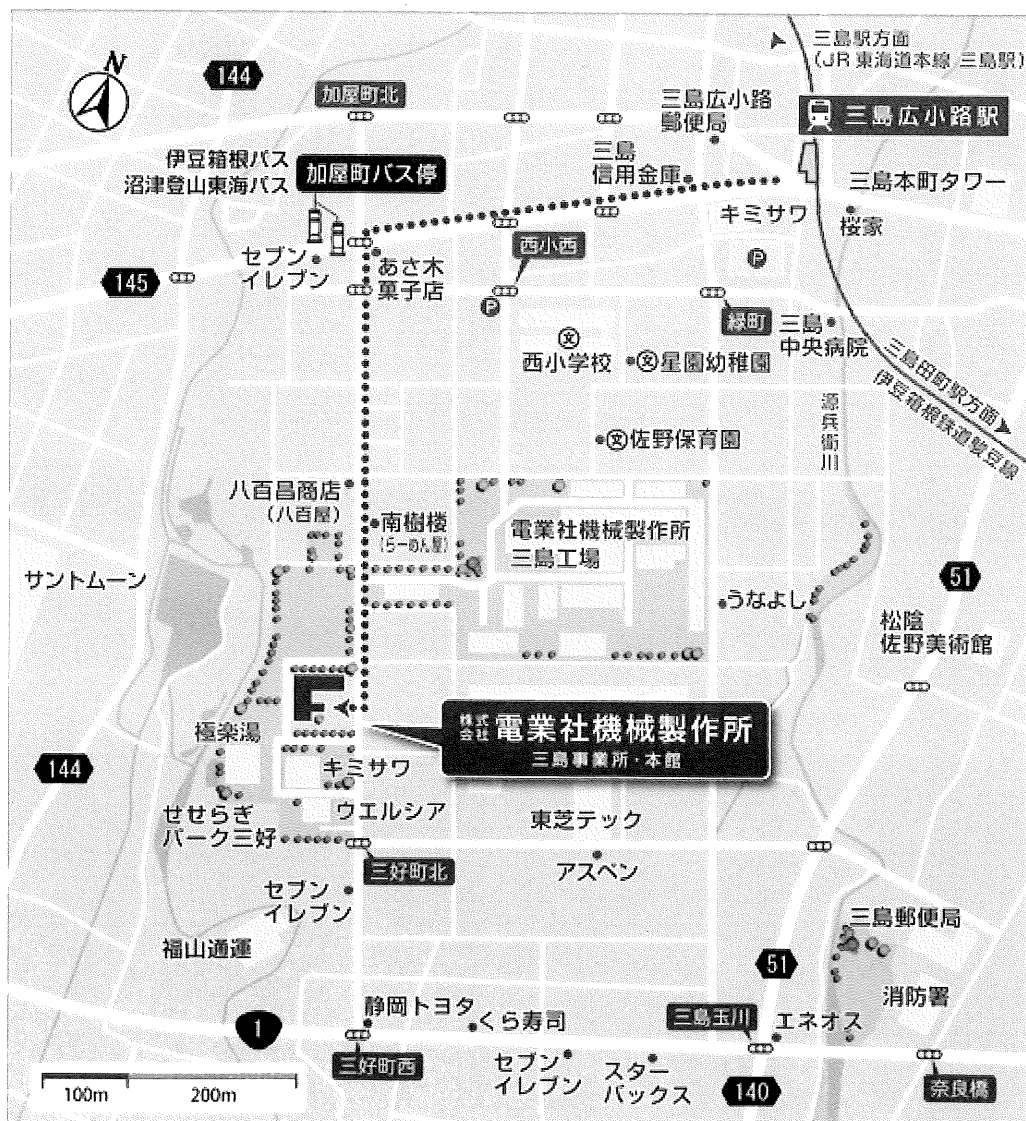 N
144
加屋町北
三島広小路
郵便局
三島駅方面
(JR 東海道本線 三島駅)
三島広小路駅
伊豆箱根バス
沼津登山東海バス
加屋町バス停
三島
信用金庫
三島本町タワー
キミサワ
桜家
西小西
145
セブン
イレブン
あさ木
菓子店
P
P
緑町
三島
中央病院
文
西小学校
文星園幼稚園
三島田町駅方面
伊豆箱根鉄道駿豆線
源兵衛川
文佐野保育園
八百昌商店
(八百屋)
南樹楼
(らーめん屋)
電業社機械製作所
三島工場
サントムーン
51
うなよし
松陰
佐野美術館
株式
会社 電業社機械製作所
三島事業所・本館
極楽湯
144
キミサワ
ウエルシア
せせらぎ
パーク三好
東芝テック
アスペン
三好町北
セブン
イレブン
三島郵便局
福山通運
51
消防署
静岡トヨタ
くら寿司
三島玉川
エネオス
1
三好町西
セブン
イレブン
スター
バックス
140
奈良橋
100m
200m